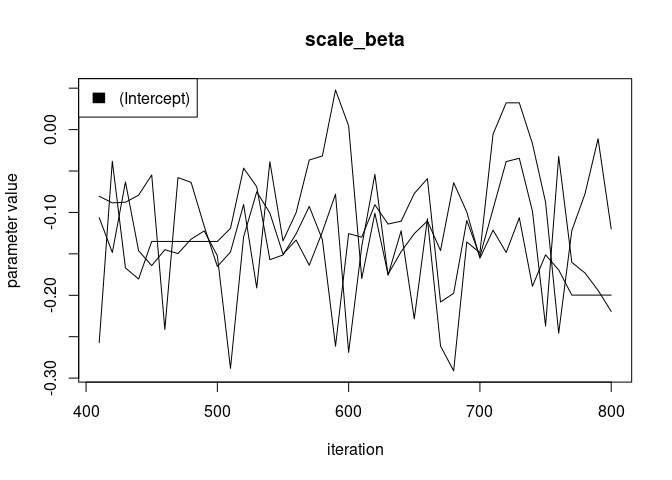 scale_beta
(Intercept)
parameter value
0.00
-0.10
-0.20
-0.30
400 500 600 700 800
iteration